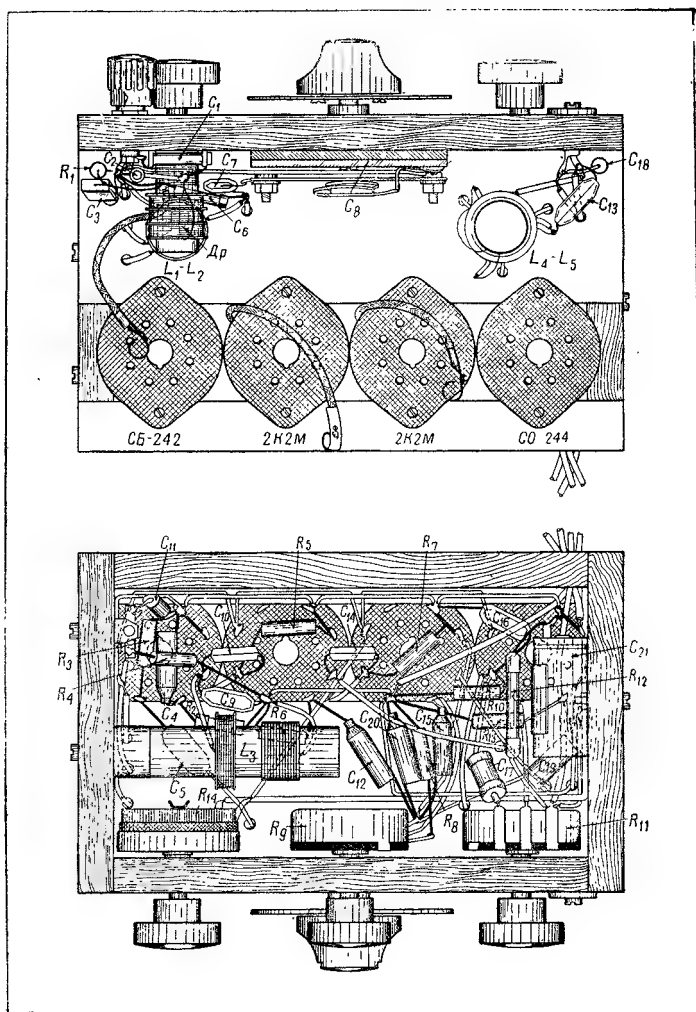 C1
R1 C2 C7 C18
C3 C6 C8 C13
Др
L1-L2 L4-L5
СБ-242 2К2М 2К2М СО 244
C11 R5 R7
C10 C14 C16
R3 C21
R4 R12
C4 C9 R6 C20 C15 R10
L3 C12 C17 C19
C5
R14 R9 R8 R11